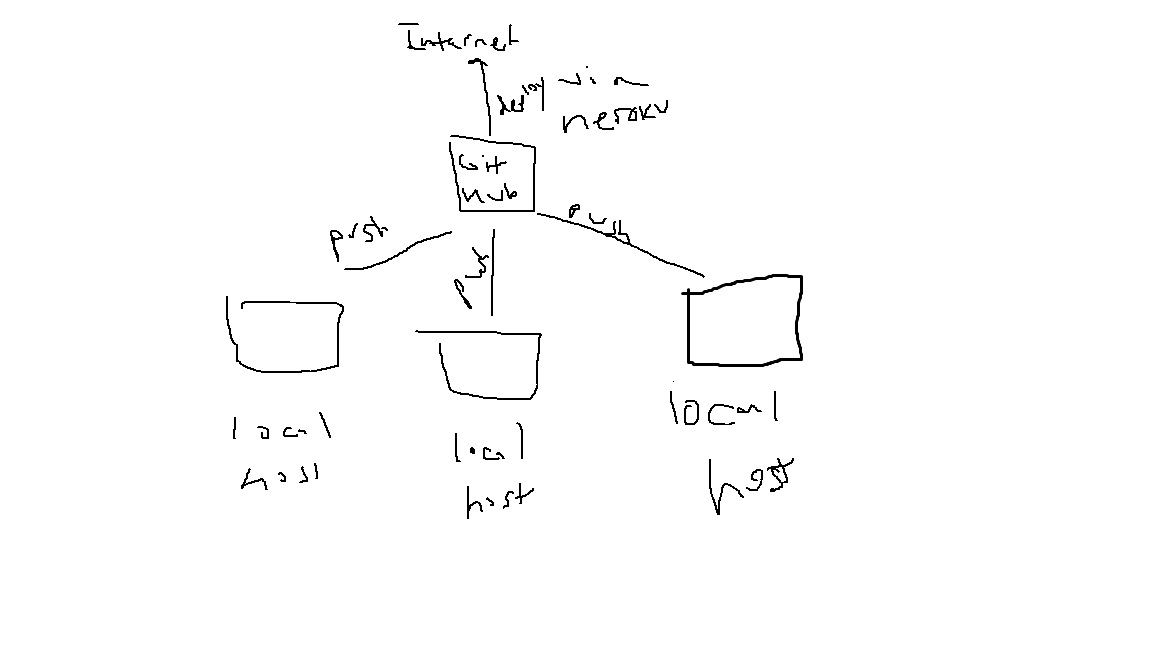 Internet
deploy via
heroku
Git
Hub
push
push
push
local
host
local
host
local
host